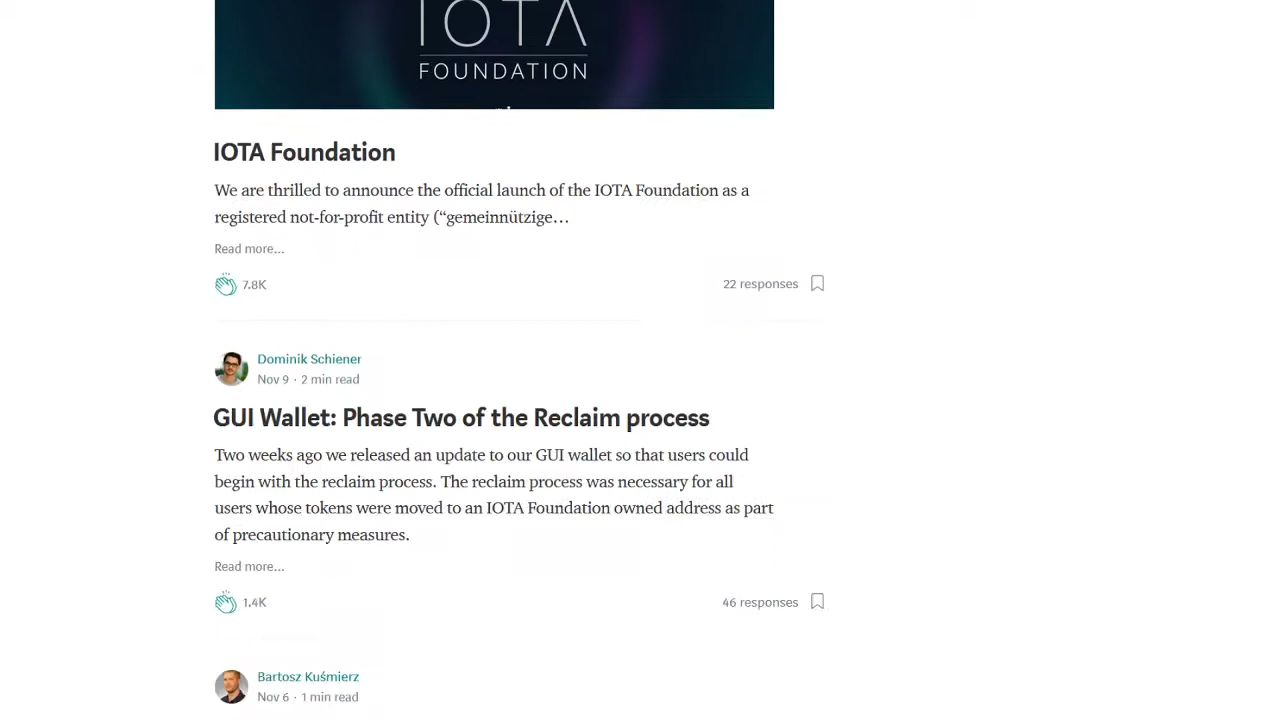 IOTA
FOUNDATION
IOTA Foundation
We are thrilled to announce the official launch of the IOTA Foundation as a
registered not-for-profit entity (“gemeinnützige…
Read more…
7.8K
22 responses
Dominik Schiener
Nov 9 · 2 min read
GUI Wallet: Phase Two of the Reclaim process
Two weeks ago we released an update to our GUI wallet so that users could
begin with the reclaim process. The reclaim process was necessary for all
users whose tokens were moved to an IOTA Foundation owned address as part
of precautionary measures.
Read more…
1.4K
46 responses
Bartosz Kuśmierz
Nov 6 · 1 min read